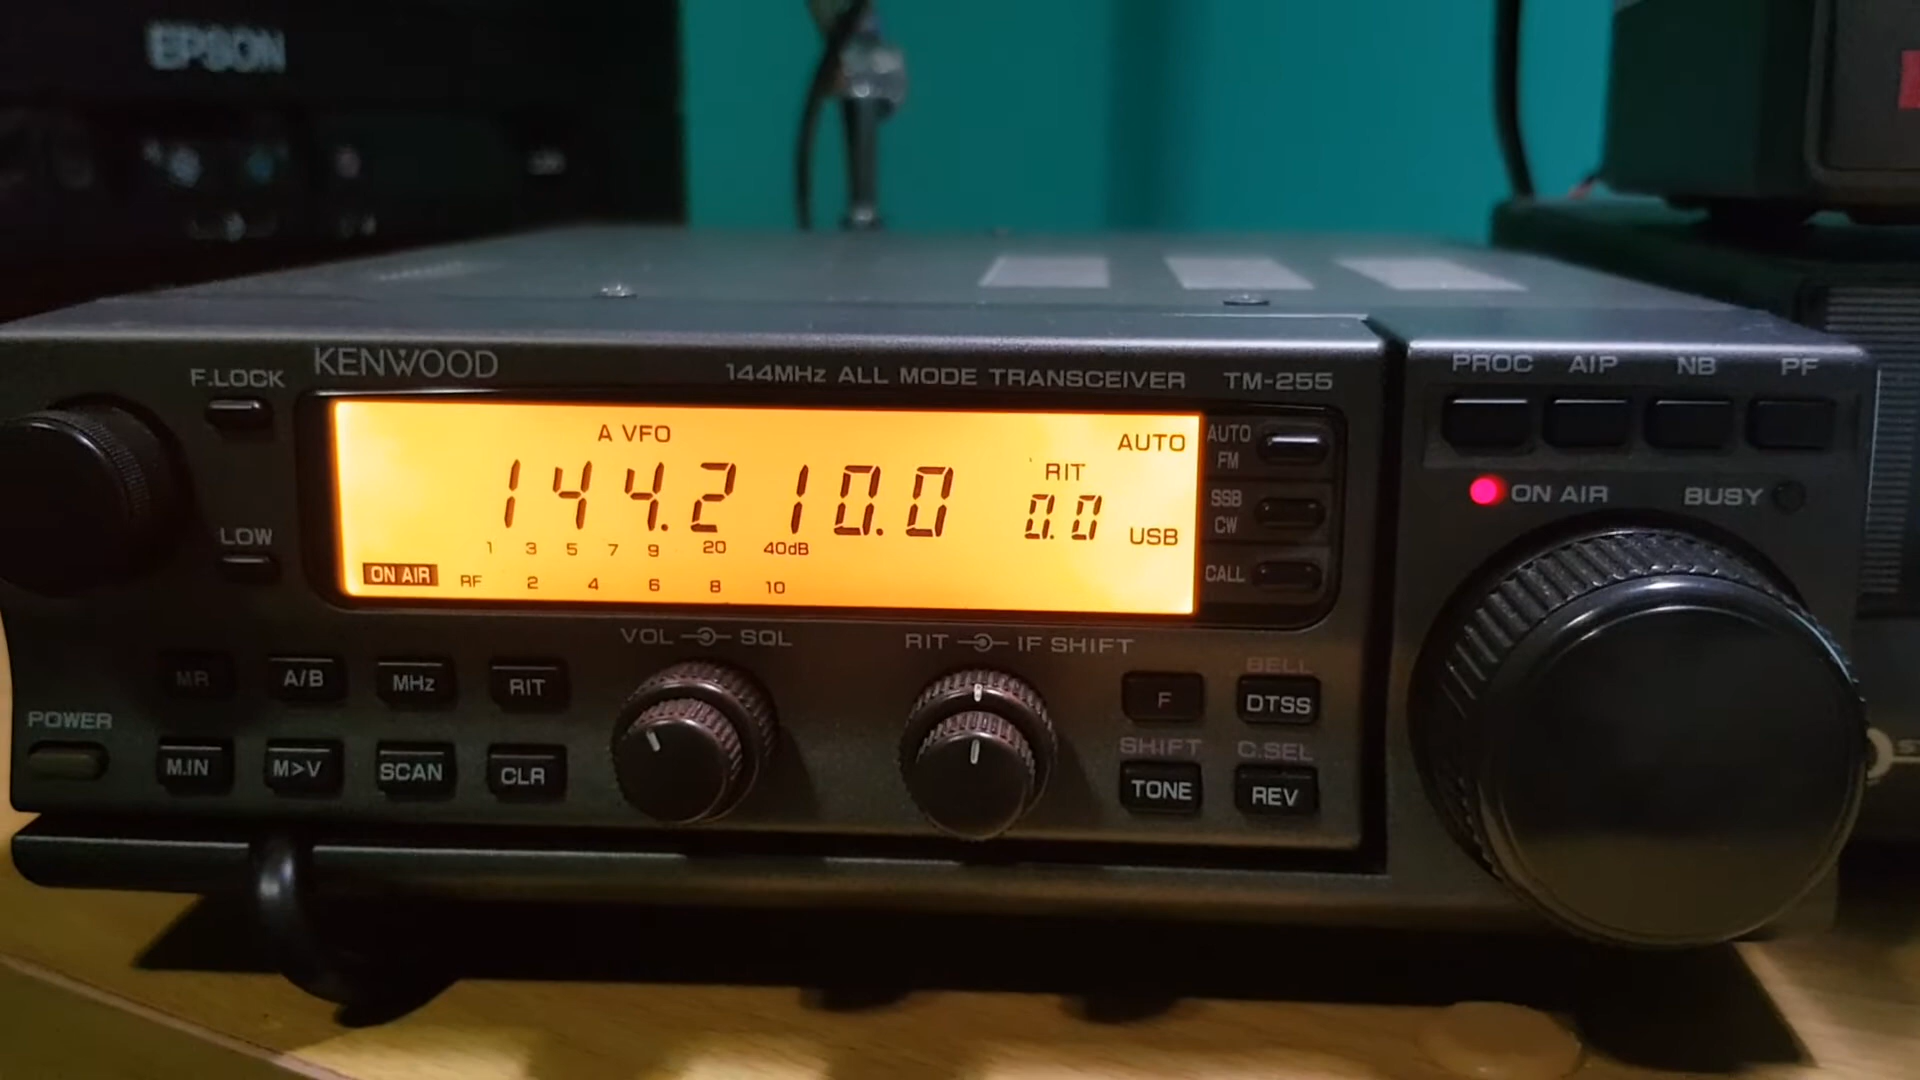 EPSON
F.LOCK
KENWOOD
144MHz ALL MODE TRANSCEIVER TM-255
PROC AIP NB PF
A VFO
AUTO
AUTO
FM
144.210.0
RIT
0.0
USB
SSB
CW
ON AIR
BUSY
LOW
1 3 5 7 9 20 40dB
ON AIR RF 2 4 6 8 10
CALL
VOL SQL
RIT IF SHIFT
MR A/B MHz RIT
F
BELL
DTSS
POWER
M.IN M>V SCAN CLR
SHIFT
TONE
C.SEL
REV